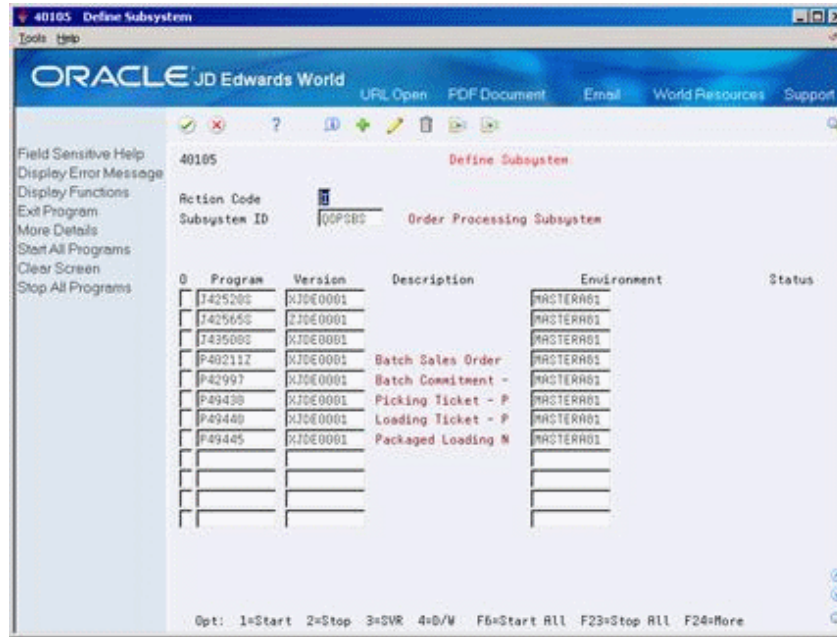 40105 Define Subsystem
Tools Help
ORACLE JD Edwards World
URL Open PDF Document Email World Resources Support
Field Sensitive Help
Display Error Message
Display Functions
Exit Program
More Details
Start All Programs
Clear Screen
Stop All Programs
40105 Define Subsystem
Action Code I
Subsystem ID QOPSBS Order Processing Subsystem
O Program Version Description Environment Status
J42520S XJDE0001 MASTERA81
J42565S ZJDE0001 MASTERA81
J43500S XJDE0001 MASTERA81
P40211Z XJDE0001 Batch Sales Order MASTERA81
P42997 XJDE0001 Batch Commitment - MASTERA81
P49430 XJDE0001 Picking Ticket - P MASTERA81
P49440 XJDE0001 Loading Ticket - P MASTERA81
P49445 XJDE0001 Packaged Loading N MASTERA81
Opt: 1=Start 2=Stop 3=SVR 4=D/W F6=Start All F23=Stop All F24=More